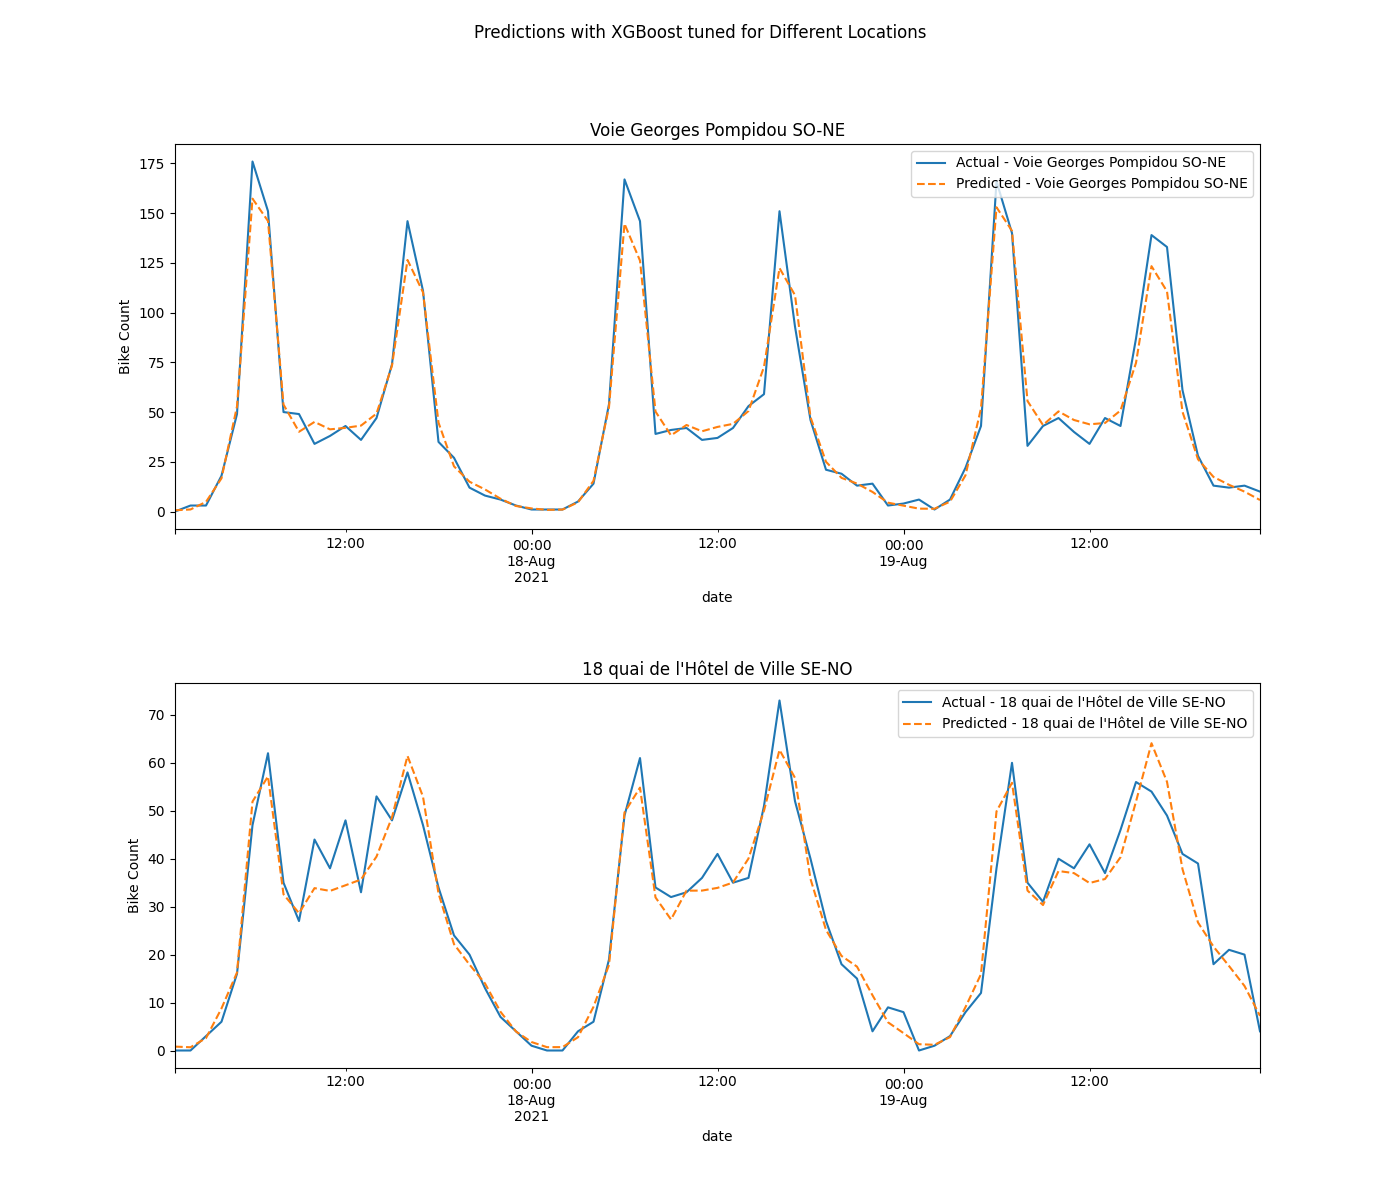 Predictions with XGBoost tuned for Different Locations
Voie Georges Pompidou SO-NE
Actual - Voie Georges Pompidou SO-NE
Predicted - Voie Georges Pompidou SO-NE
175
150
125
100
75
50
25
0
Bike Count
12:00
00:00
18-Aug
2021
12:00
00:00
19-Aug
12:00
date
18 quai de l'Hôtel de Ville SE-NO
Actual - 18 quai de l'Hôtel de Ville SE-NO
Predicted - 18 quai de l'Hôtel de Ville SE-NO
70
60
50
40
30
20
10
0
Bike Count
12:00
00:00
18-Aug
2021
12:00
00:00
19-Aug
12:00
date